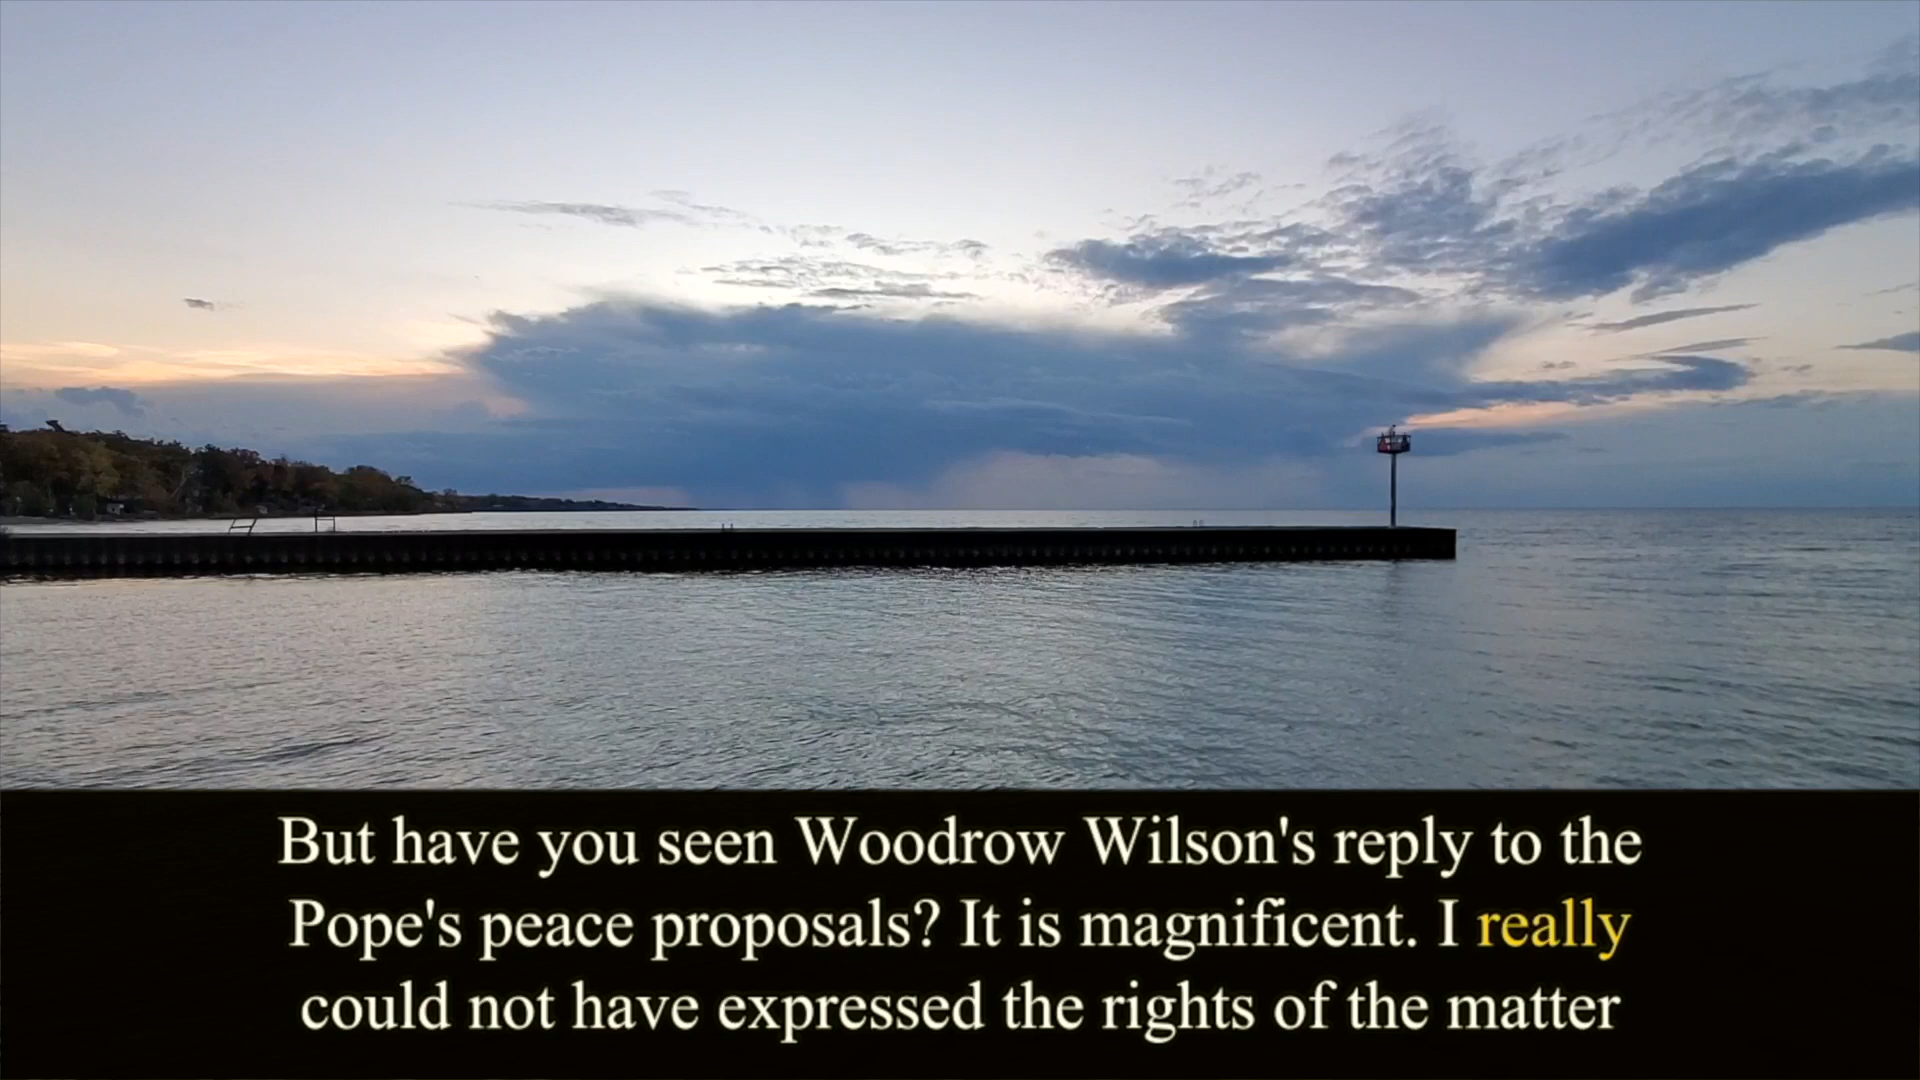 But have you seen Woodrow Wilson's reply to the
Pope's peace proposals? It is magnificent. I really
could not have expressed the rights of the matter